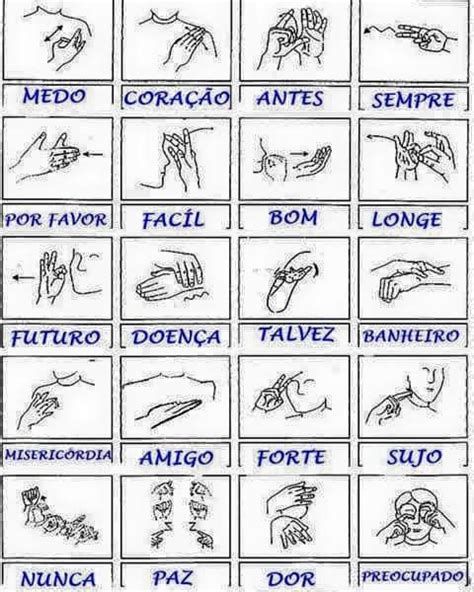 MEDO CORAÇÃO ANTES SEMPRE
POR FAVOR FACÍL BOM LONGE
FUTURO DOENÇA TALVEZ BANHEIRO
MISERICÓRDIA AMIGO FORTE SUJO
NUNCA PAZ DOR PREOCUPADO